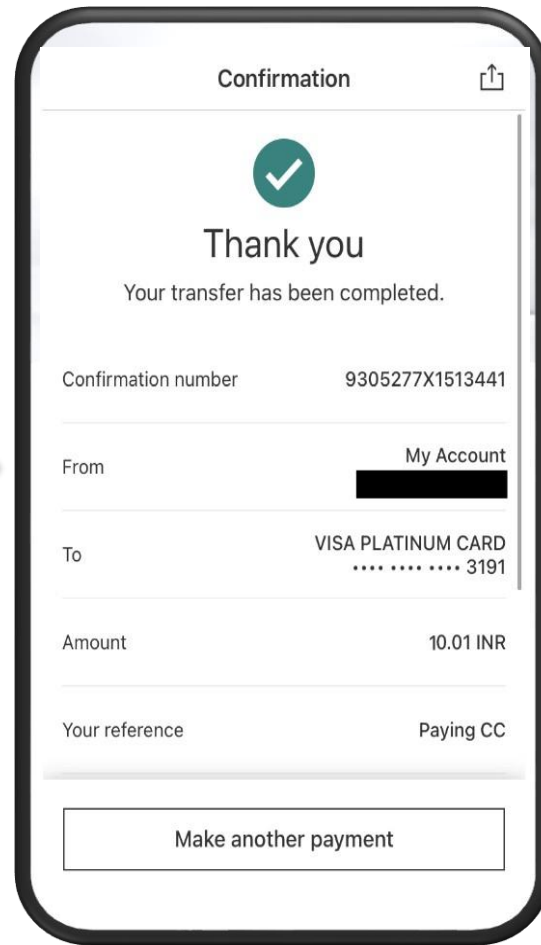 Confirmation
Thank you
Your transfer has been completed.
Confirmation number 9305277X1513441
From My Account
To VISA PLATINUM CARD
•••• •••• •••• 3191
Amount 10.01 INR
Your reference Paying CC
Make another payment